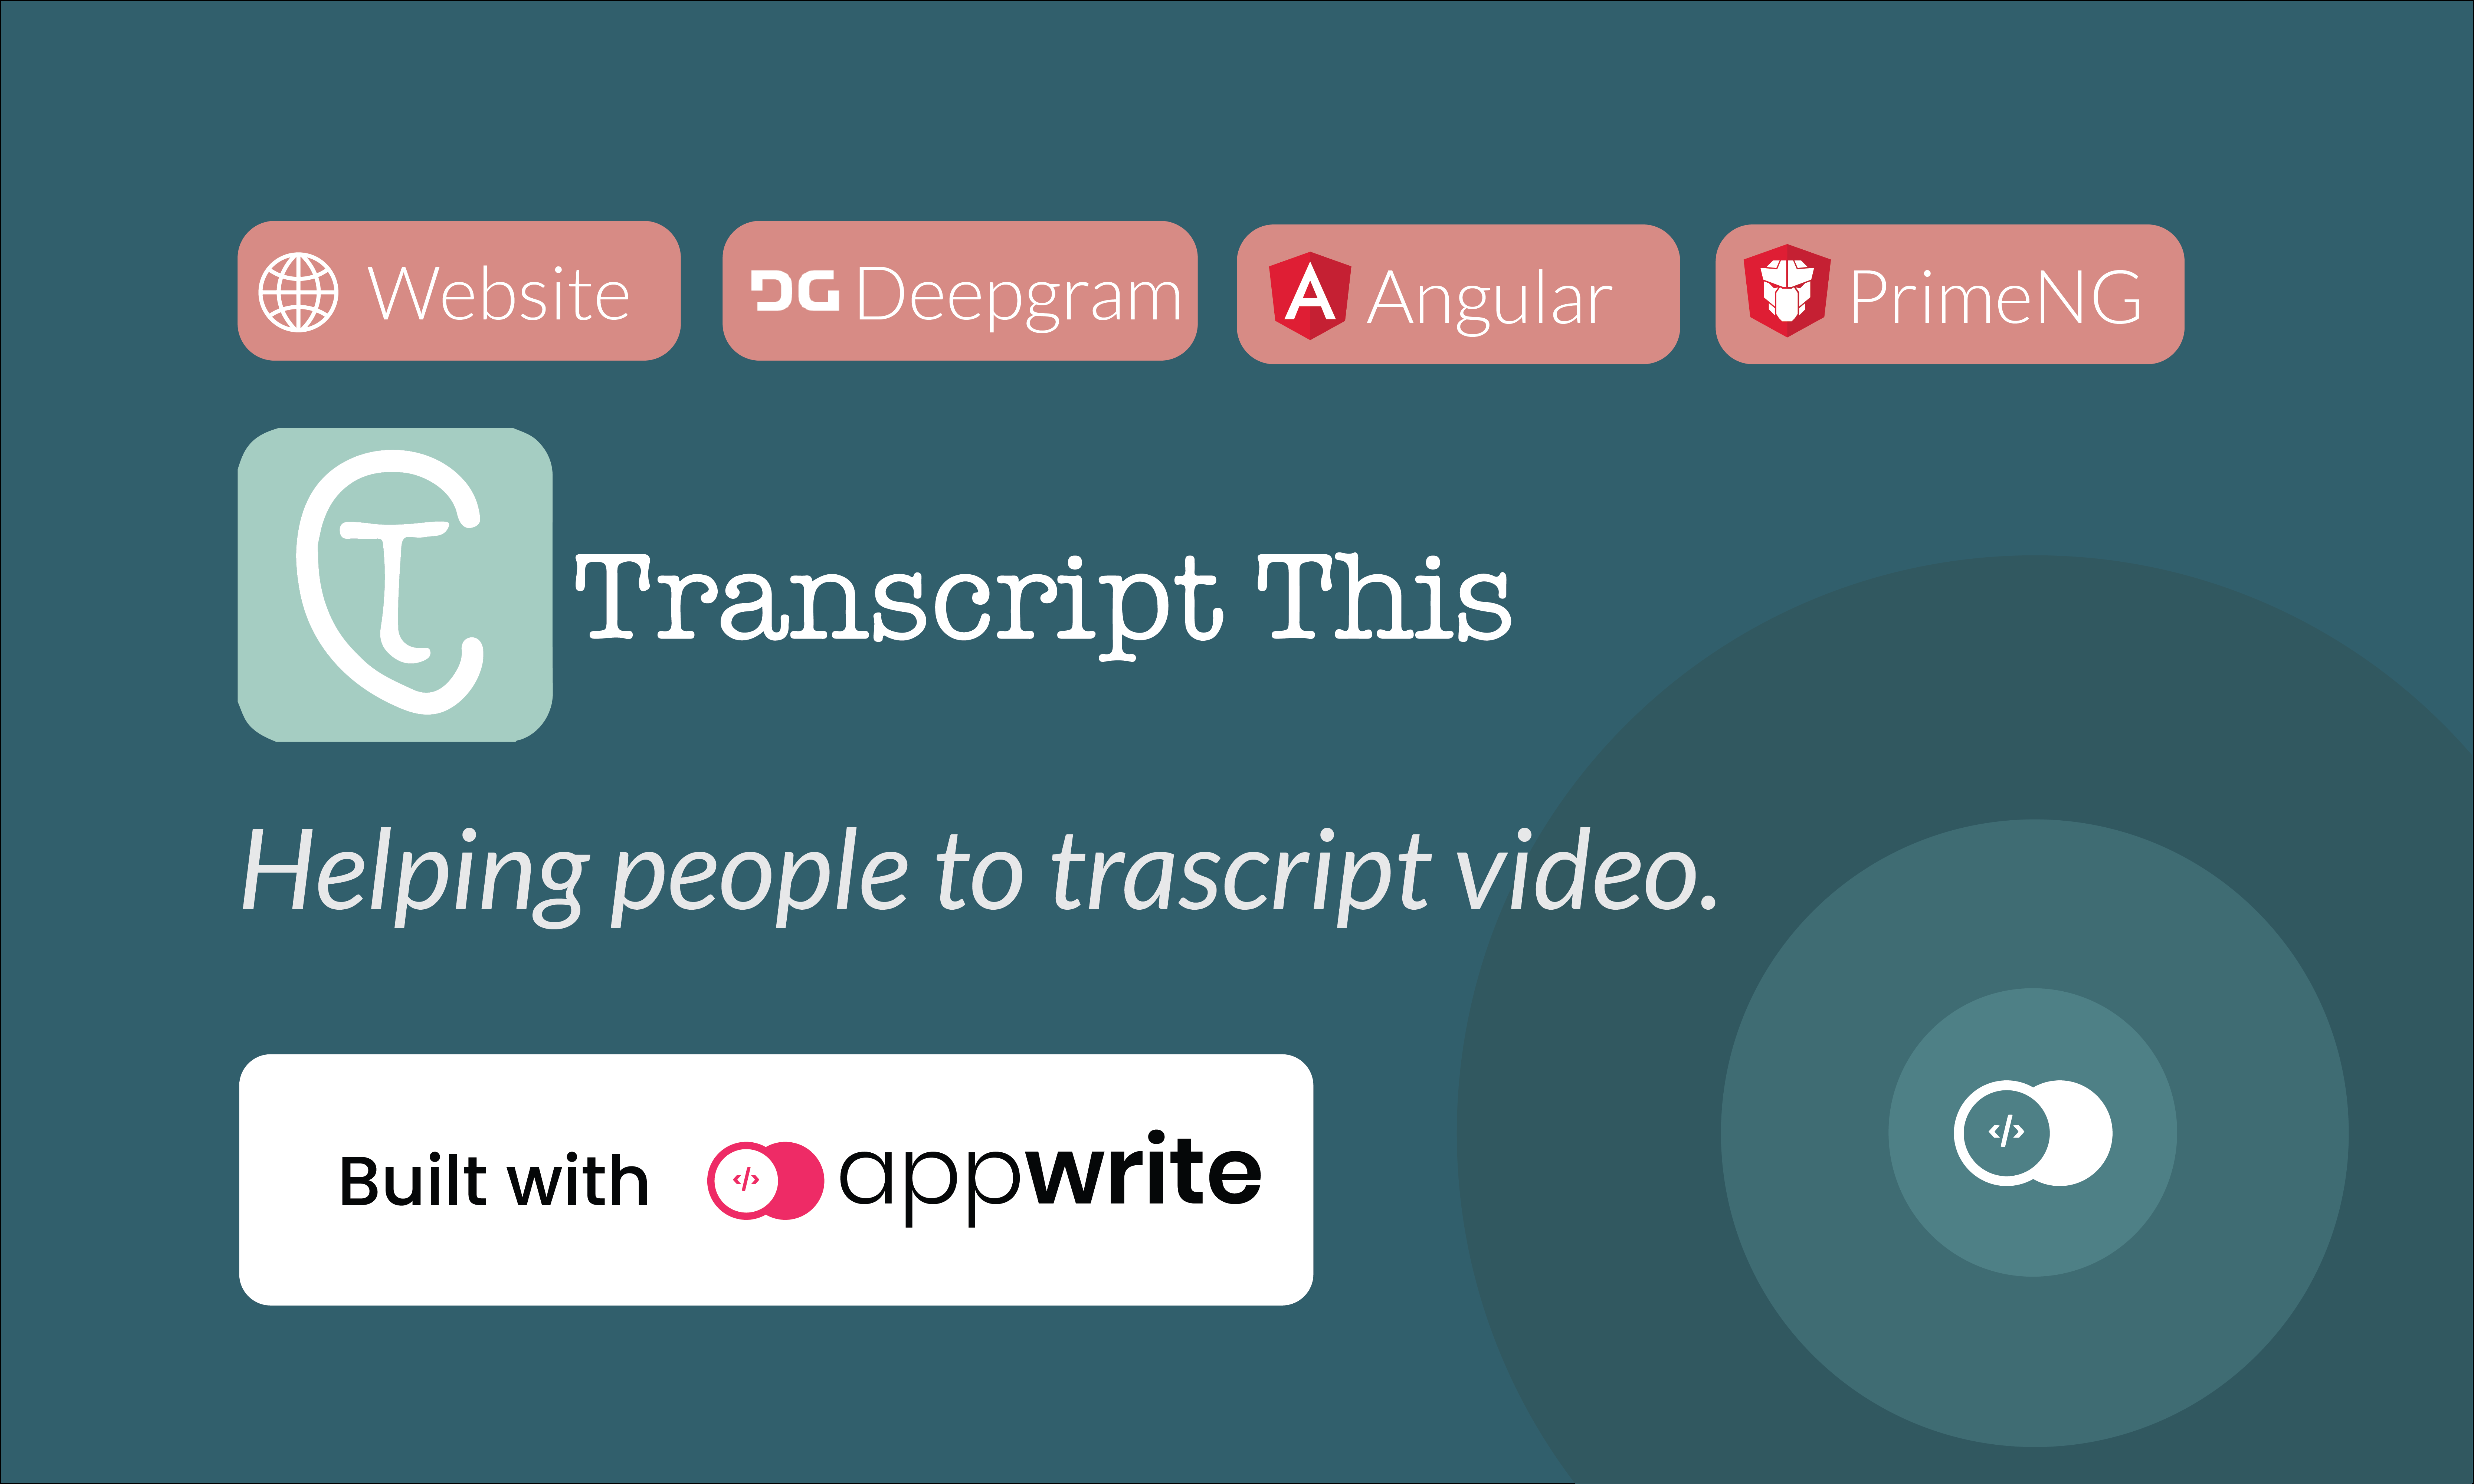 Website DG Deepgram A Angular PrimeNG
T Transcript This
Helping people to trascript video.
Built with </> appwrite
</>